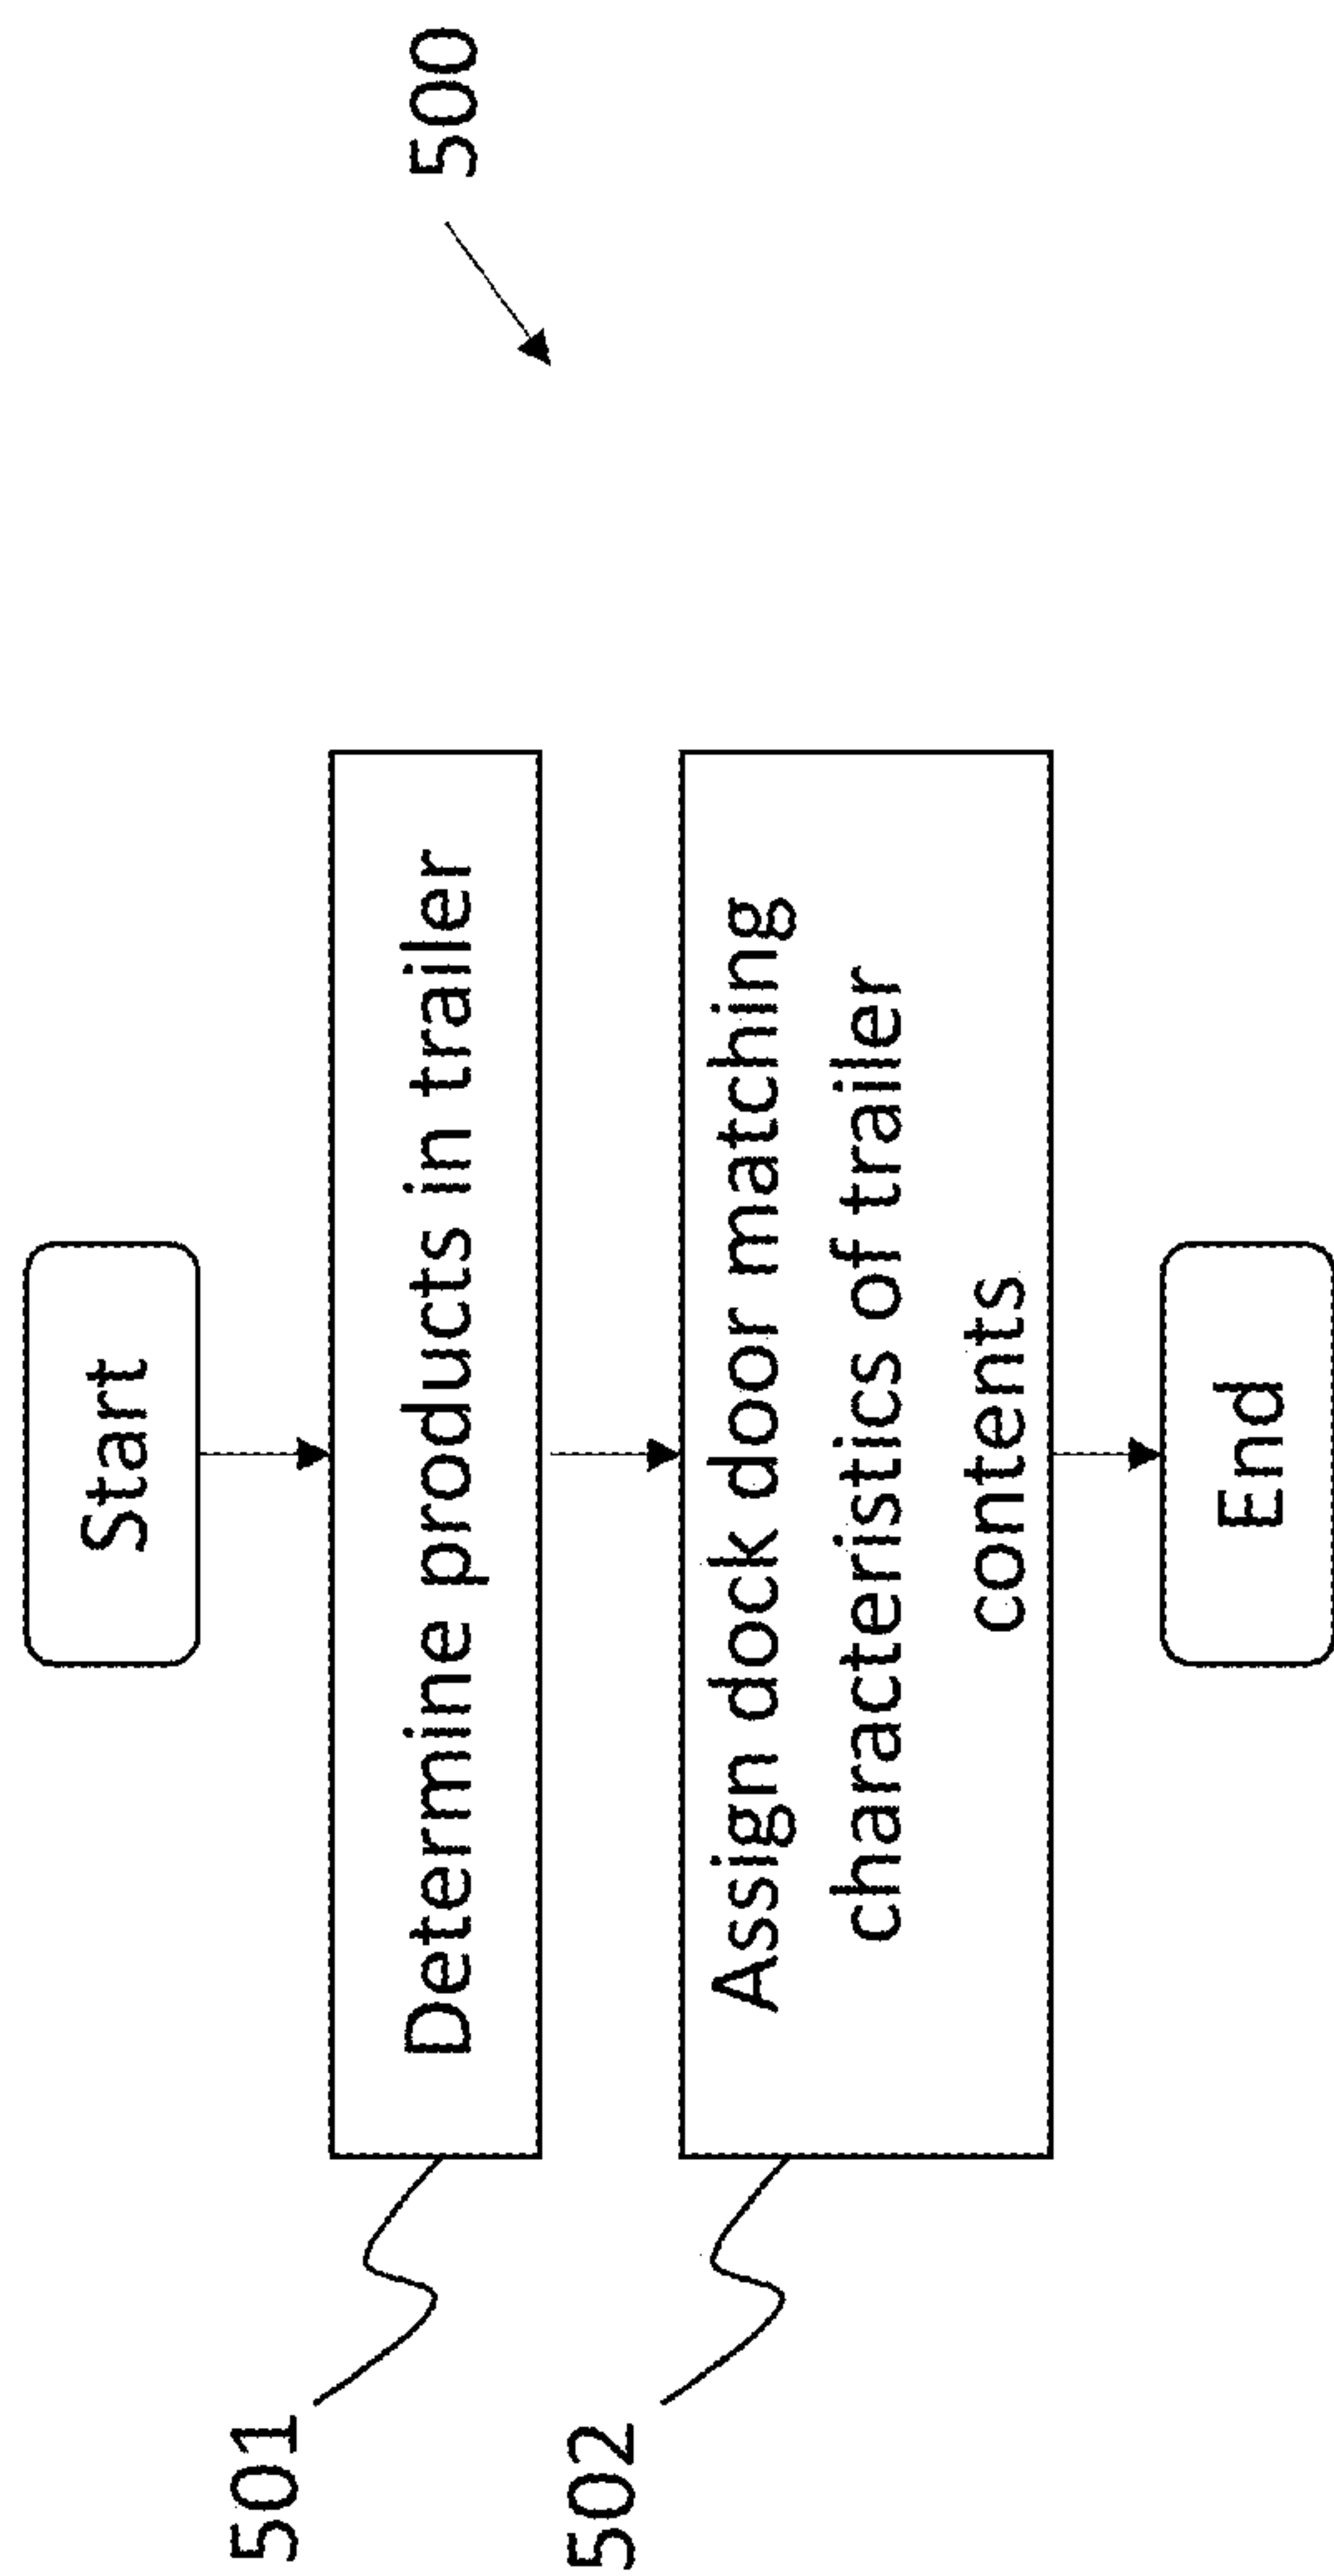 500
Start
501
Determine products in trailer
502
Assign dock door matching
characteristics of trailer
contents
End